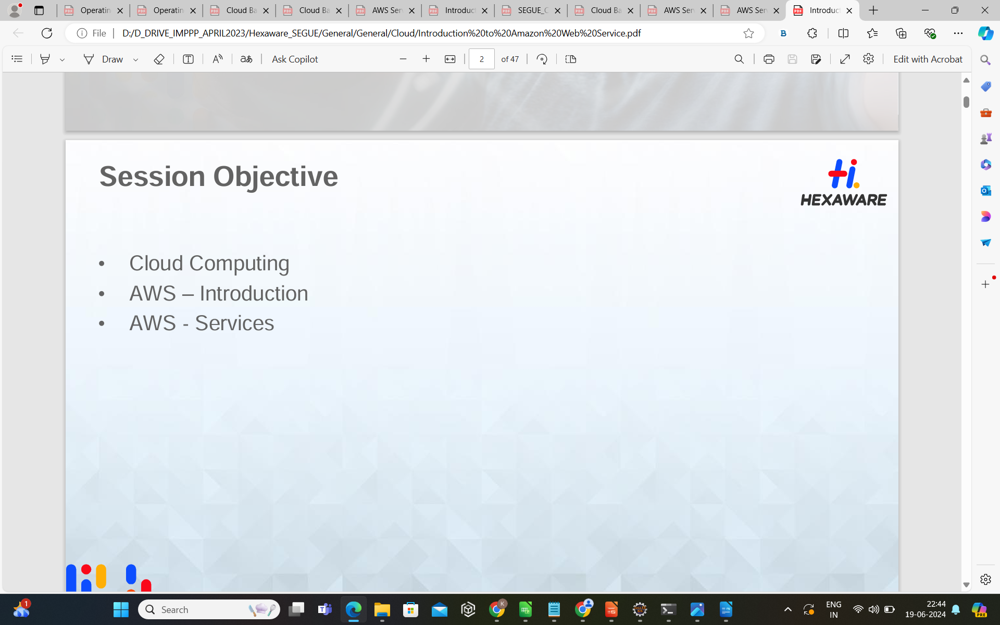 Operatin
Operatin
Cloud Ba
Cloud Ba
AWS Ser
Introduct
SEGUE_C
Cloud Ba
AWS Ser
AWS Ser
Introduct
File
D:/D_DRIVE_IMPPP_APRIL2023/Hexaware_SEGUE/General/General/Cloud/Introduction%20to%20Amazon%20Web%20Service.pdf
Draw
Ask Copilot
2
of 47
Edit with Acrobat
Session Objective
HEXAWARE
• Cloud Computing
• AWS – Introduction
• AWS - Services
1
Search
ENG
IN
22:44
19-06-2024